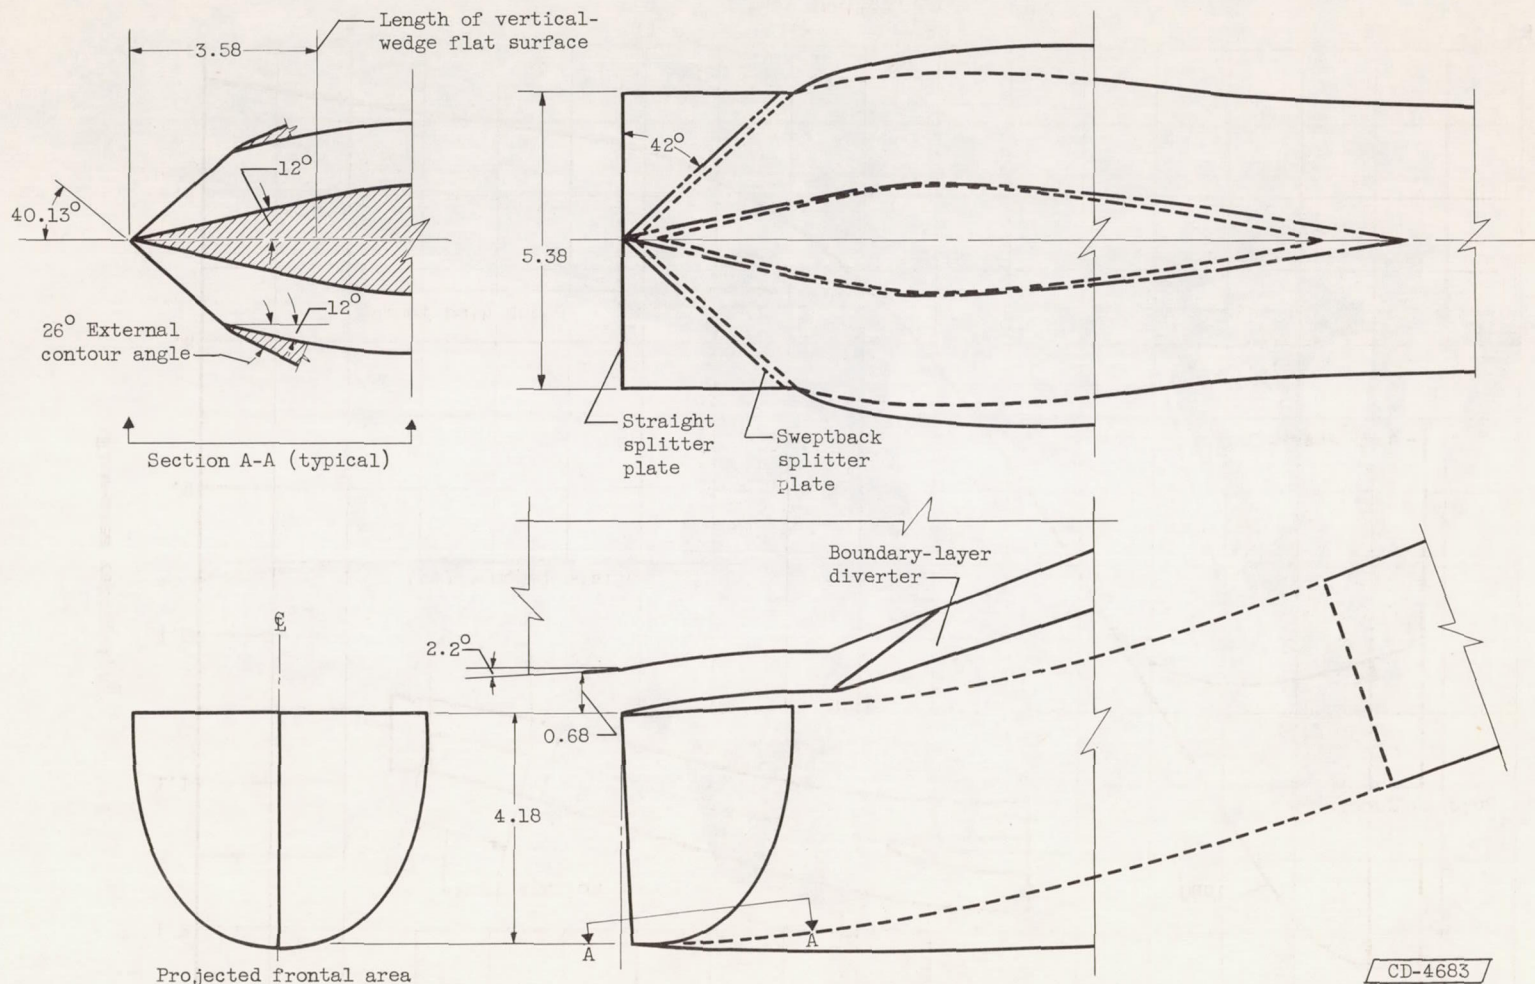 Length of vertical-
wedge flat surface
3.58
12°
40.13°
12°
26° External
contour angle
Section A-A (typical)
42°
5.38
Straight
splitter
plate
Sweptback
splitter
plate
Boundary-layer
diverter
℄
2.2°
0.68
4.18
A
A
Projected frontal area
CD-4683